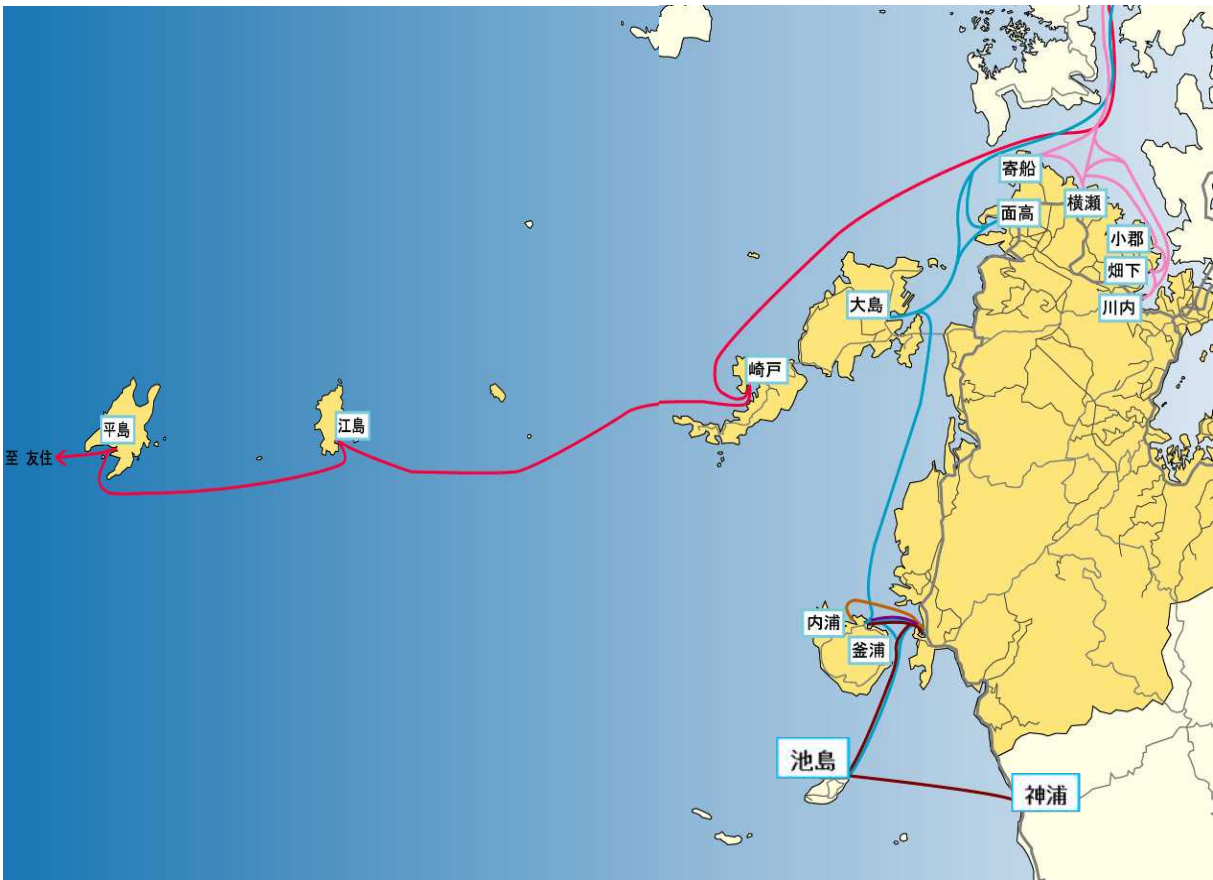 寄船
横瀬
面高
小郡
畑下
川内
大島
崎戸
平島
江島
至 友住
内浦
釜浦
池島
神浦